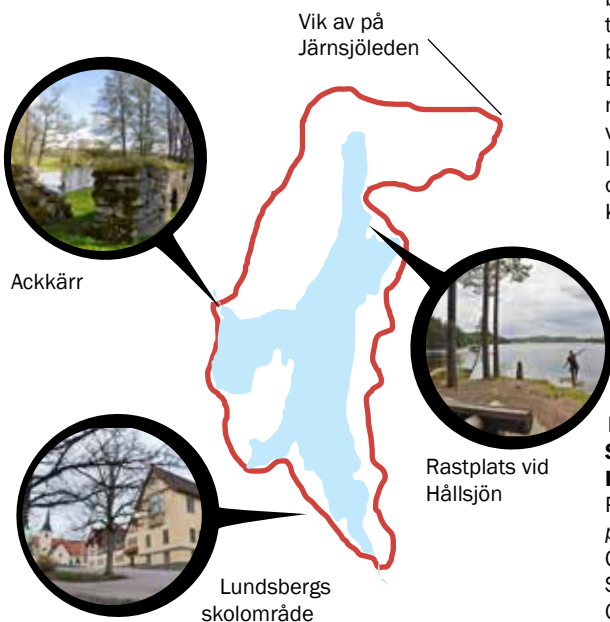 Vik av på
Järnsjöleden
Ackkärr
Rastplats vid
Hållsjön
Lundsbergs
skolområde